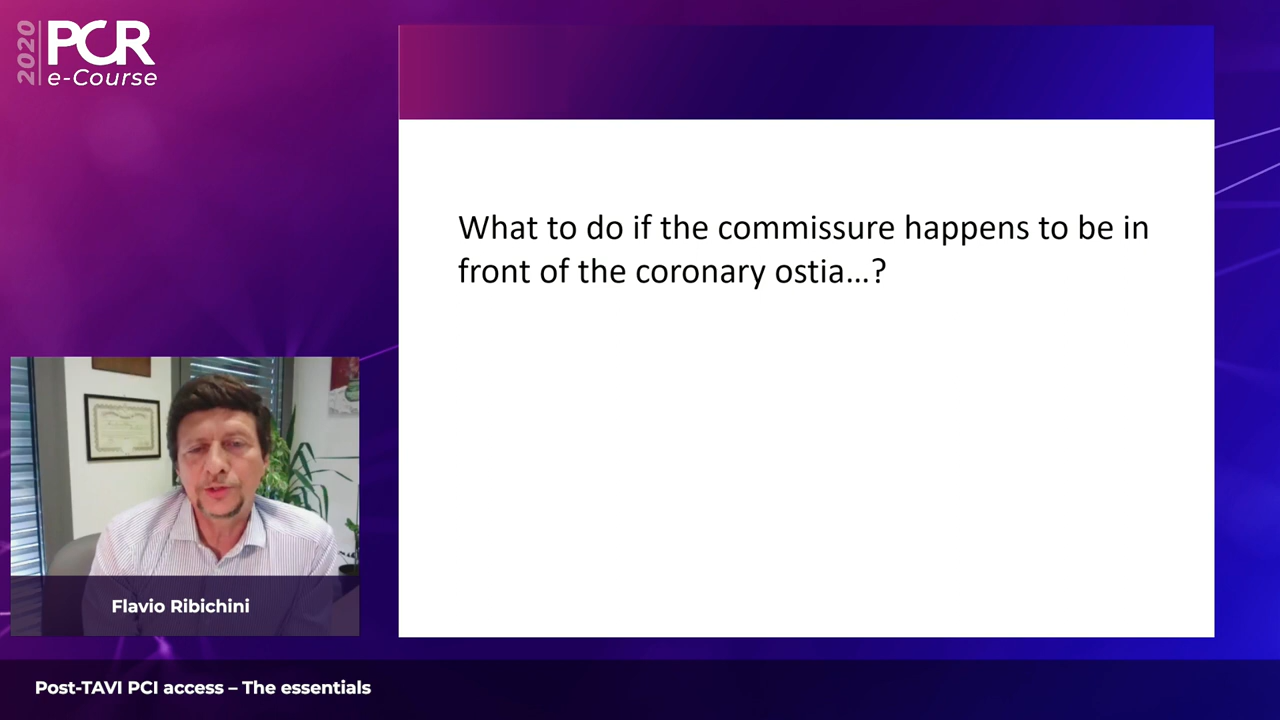 2020
PCR
e-Course
What to do if the commissure happens to be in
front of the coronary ostia...?
Flavio Ribichini
Post-TAVI PCI access – The essentials